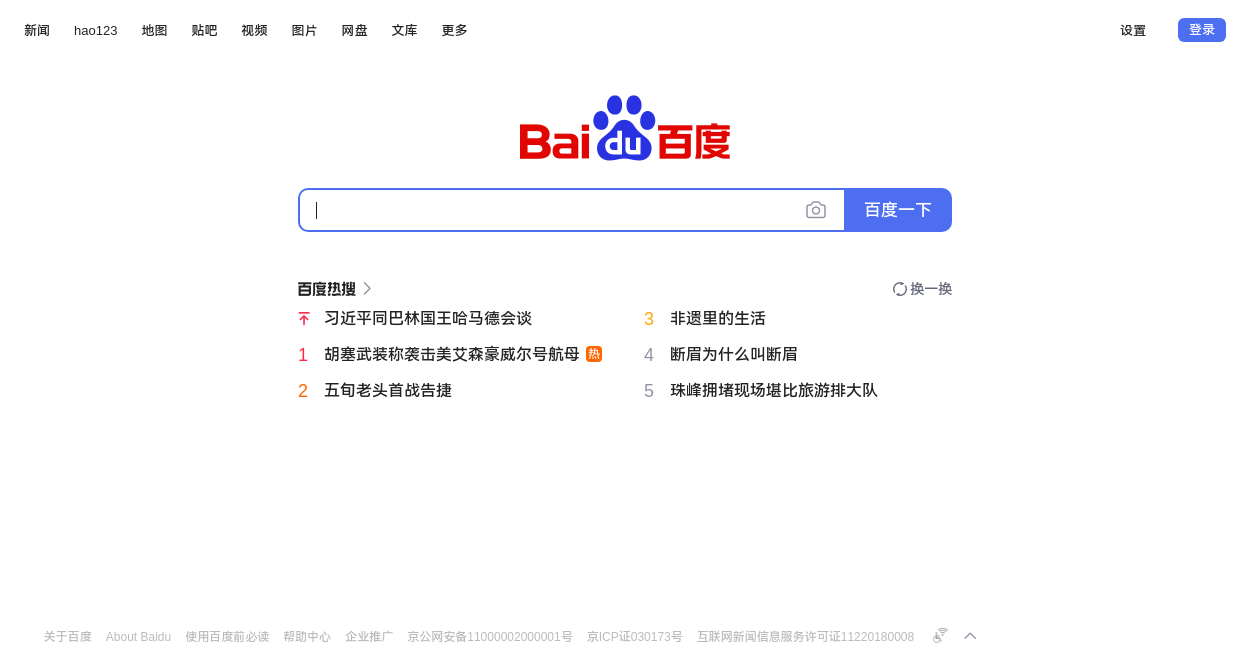 新闻 hao123 地图 贴吧 视频 图片 网盘 文库 更多 设置 登录
Bai du 百度
百度一下
百度热搜 换一换
习近平同巴林国王哈马德会谈
1 胡塞武装称袭击美艾森豪威尔号航母 热
2 五旬老头首战告捷
3 非遗里的生活
4 断眉为什么叫断眉
5 珠峰拥堵现场堪比旅游排大队
关于百度 About Baidu 使用百度前必读 帮助中心 企业推广 京公网安备11000002000001号 京ICP证030173号 互联网新闻信息服务许可证11220180008